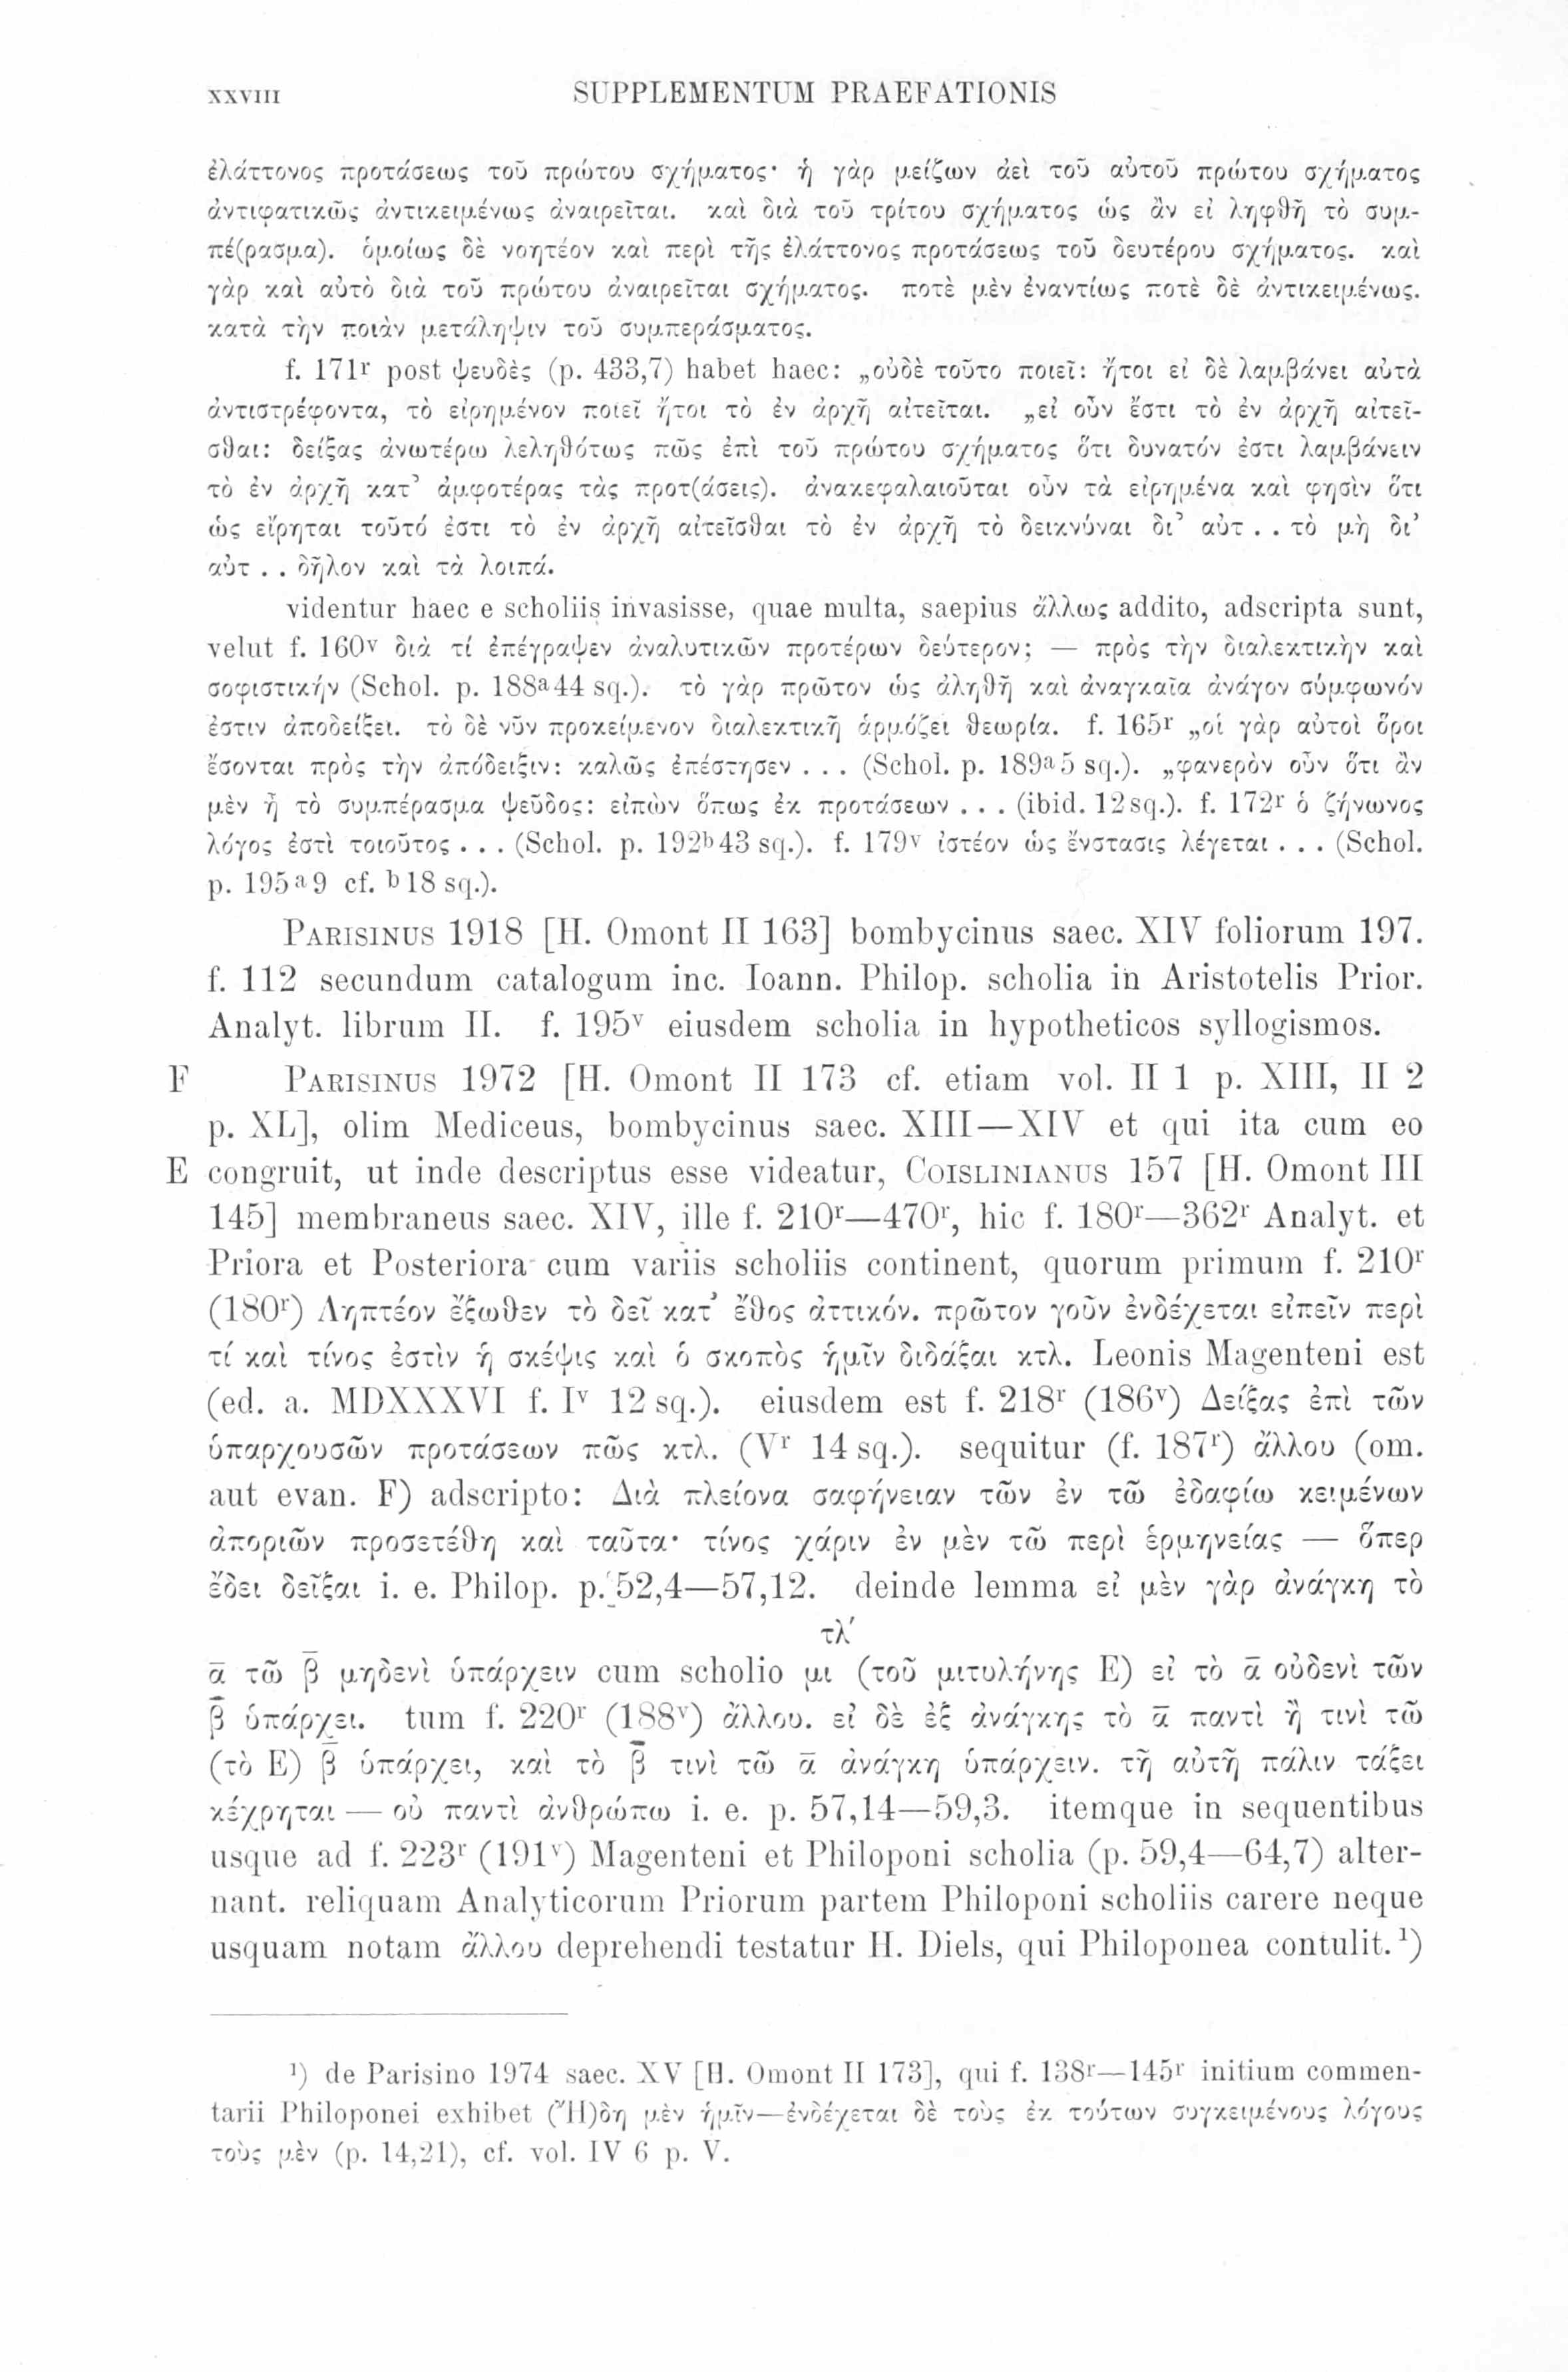 XXVIII SUPPLEMENTUM PRAEFATIONIS
ἐλάττονος προτάσεως τοῦ πρώτου σχήματος· ἡ γὰρ μείζων ἀεὶ τοῦ αὐτοῦ πρώτου σχήματος
ἀντιφατικῶς ἀντικειμένως ἀναιρεῖται. καὶ διὰ τοῦ τρίτου σχήματος ὡς ἂν εἰ ληφθῆ τὸ συμ-
πέ(ρασμα). ὁμοίως δὲ νοητέον καὶ περὶ τῆς ἐλάττονος προτάσεως τοῦ δευτέρου σχήματος. καὶ
γὰρ καὶ αὐτὸ διὰ τοῦ πρώτου ἀναιρεῖται σχήματος. ποτὲ μὲν ἐναντίως ποτὲ δὲ ἀντικειμένως.
κατὰ τὴν ποιὰν μετάληψιν τοῦ συμπεράσματος.
f. 171r post ψευδὲς (p. 433,7) habet haec: „οὐδὲ τοῦτο ποιεῖ: ἤτοι εἰ δὲ λαμβάνει αὐτὰ
ἀντιστρέφοντα, τὸ εἰρημένον ποιεῖ ἤτοι τὸ ἐν ἀρχῆ αἰτεῖται. „εἰ οὖν ἔστι τὸ ἐν ἀρχῆ αἰτεῖ-
σθαι: δείξας ἀνωτέρω λεληθότως πῶς ἐπὶ τοῦ πρώτου σχήματος ὅτι δυνατόν ἐστι λαμβάνειν
τὸ ἐν ἀρχῆ κατ’ ἀμφοτέρας τὰς προτ(άσεις). ἀνακεφαλαιοῦται οὖν τὰ εἰρημένα καὶ φησὶν ὅτι
ὡς εἴρηται τοῦτό ἐστι τὸ ἐν ἀρχῆ αἰτεῖσθαι τὸ ἐν ἀρχῆ τὸ δεικνύναι δι’ αὐτ . . τὸ μὴ δι’
αὐτ . . δῆλον καὶ τὰ λοιπά.
videntur haec e scholiis invasisse, quae multa, saepius ἄλλως addito, adscripta sunt,
velut f. 160v διὰ τί ἐπέγραψεν ἀναλυτικῶν προτέρων δεύτερον; — πρὸς τὴν διαλεκτικὴν καὶ
σοφιστικήν (Schol. p. 188a44 sq.). τὸ γὰρ πρῶτον ὡς ἀληθῆ καὶ ἀναγκαῖα ἀνάγον σύμφωνόν
ἐστιν ἀποδείξει. τὸ δὲ νῦν προκείμενον διαλεκτικῆ ἁρμόζει θεωρία. f. 165r „οἱ γὰρ αὐτοὶ ὅροι
ἔσονται πρὸς τὴν ἀπόδειξιν: καλῶς ἐπέστησεν . . . (Schol. p. 189a5 sq.). „φανερὸν οὖν ὅτι ἂν
μὲν ᾖ τὸ συμπέρασμα ψεῦδος: εἰπὼν ὅπως ἐκ προτάσεων . . . (ibid. 12sq.). f. 172r ὁ ζήνωνος
λόγος ἐστὶ τοιοῦτος . . . (Schol. p. 192b43 sq.). f. 179v ἰστέον ὡς ἔνστασις λέγεται . . . (Schol.
p. 195a9 cf. b18 sq.).
PARISINUS 1918 [H. Omont II 163] bombycinus saec. XIV foliorum 197.
f. 112 secundum catalogum inc. Ioann. Philop. scholia in Aristotelis Prior.
Analyt. librum II. f. 195v eiusdem scholia in hypotheticos syllogismos.
F PARISINUS 1972 [H. Omont II 173 cf. etiam vol. II 1 p. XIII, II 2
p. XL], olim Mediceus, bombycinus saec. XIII—XIV et qui ita cum eo
E congruit, ut inde descriptus esse videatur, COISLINIANUS 157 [H. Omont III
145] membraneus saec. XIV, ille f. 210r—470r, hic f. 180r—362r Analyt. et
Priora et Posteriora cum variis scholiis continent, quorum primum f. 210r
(180r) Ληπτέον ἔξωθεν τὸ δεῖ κατ’ ἔθος ἀττικόν. πρῶτον γοῦν ἐνδέχεται εἰπεῖν περὶ
τί καὶ τίνος ἐστὶν ἡ σκέψις καὶ ὁ σκοπὸς ἡμῖν διδάξαι κτλ. Leonis Magenteni est
(ed. a. MDXXXVI f. Iv 12 sq.). eiusdem est f. 218r (186v) Δείξας ἐπὶ τῶν
ὑπαρχουσῶν προτάσεων πῶς κτλ. (Vr 14 sq.). sequitur (f. 187r) ἄλλου (om.
aut evan. F) adscripto: Διὰ πλείονα σαφήνειαν τῶν ἐν τῶ ἐδαφίω κειμένων
ἀποριῶν προσετέθη καὶ ταῦτα· τίνος χάριν ἐν μὲν τῶ περὶ ἑρμηνείας — ὅπερ
ἔδει δεῖξαι i. e. Philop. p. 52,4—57,12. deinde lemma εἰ μὲν γὰρ ἀνάγκη τὸ
τλ́
ᾱ τῶ β̄ μηδενὶ ὑπάρχειν cum scholio μι (τοῦ μιτυλήνης E) εἰ τὸ ᾱ οὐδενὶ τῶν
β̄ ὑπάρχει. tum f. 220r (188v) ἄλλου. εἰ δὲ ἐξ ἀνάγκης τὸ ᾱ παντὶ ἢ τινὶ τῶ
(τὸ E) β̄ ὑπάρχει, καὶ τὸ β̄ τινὶ τῶ ᾱ ἀνάγκη ὑπάρχειν. τῆ αὐτῆ πάλιν τάξει
κέχρηται — οὐ παντὶ ἀνθρώπω i. e. p. 57,14—59,3. itemque in sequentibus
usque ad f. 223r (191v) Magenteni et Philoponi scholia (p. 59,4—64,7) alter-
nant. reliquam Analyticorum Priorum partem Philoponi scholiis carere neque
usquam notam ἄλλου deprehendi testatur H. Diels, qui Philoponea contulit.¹)
¹) de Parisino 1974 saec. XV [H. Omont II 173], qui f. 138r—145r initium commen-
tarii Philoponei exhibet (Ἤ)δη μὲν ἡμῖν—ἐνδέχεται δὲ τοὺς ἐκ τούτων συγκειμένους λόγους
τοὺς μὲν (p. 14,21), cf. vol. IV 6 p. V.